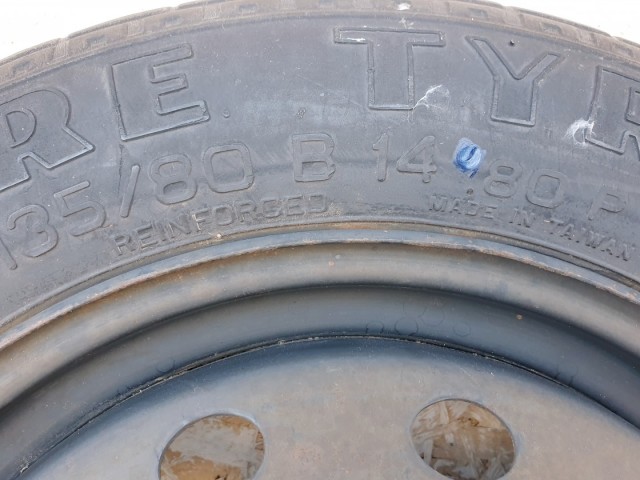 RE TYR
135/80 B 14 80 P
REINFORCED MADE IN TAIWAN